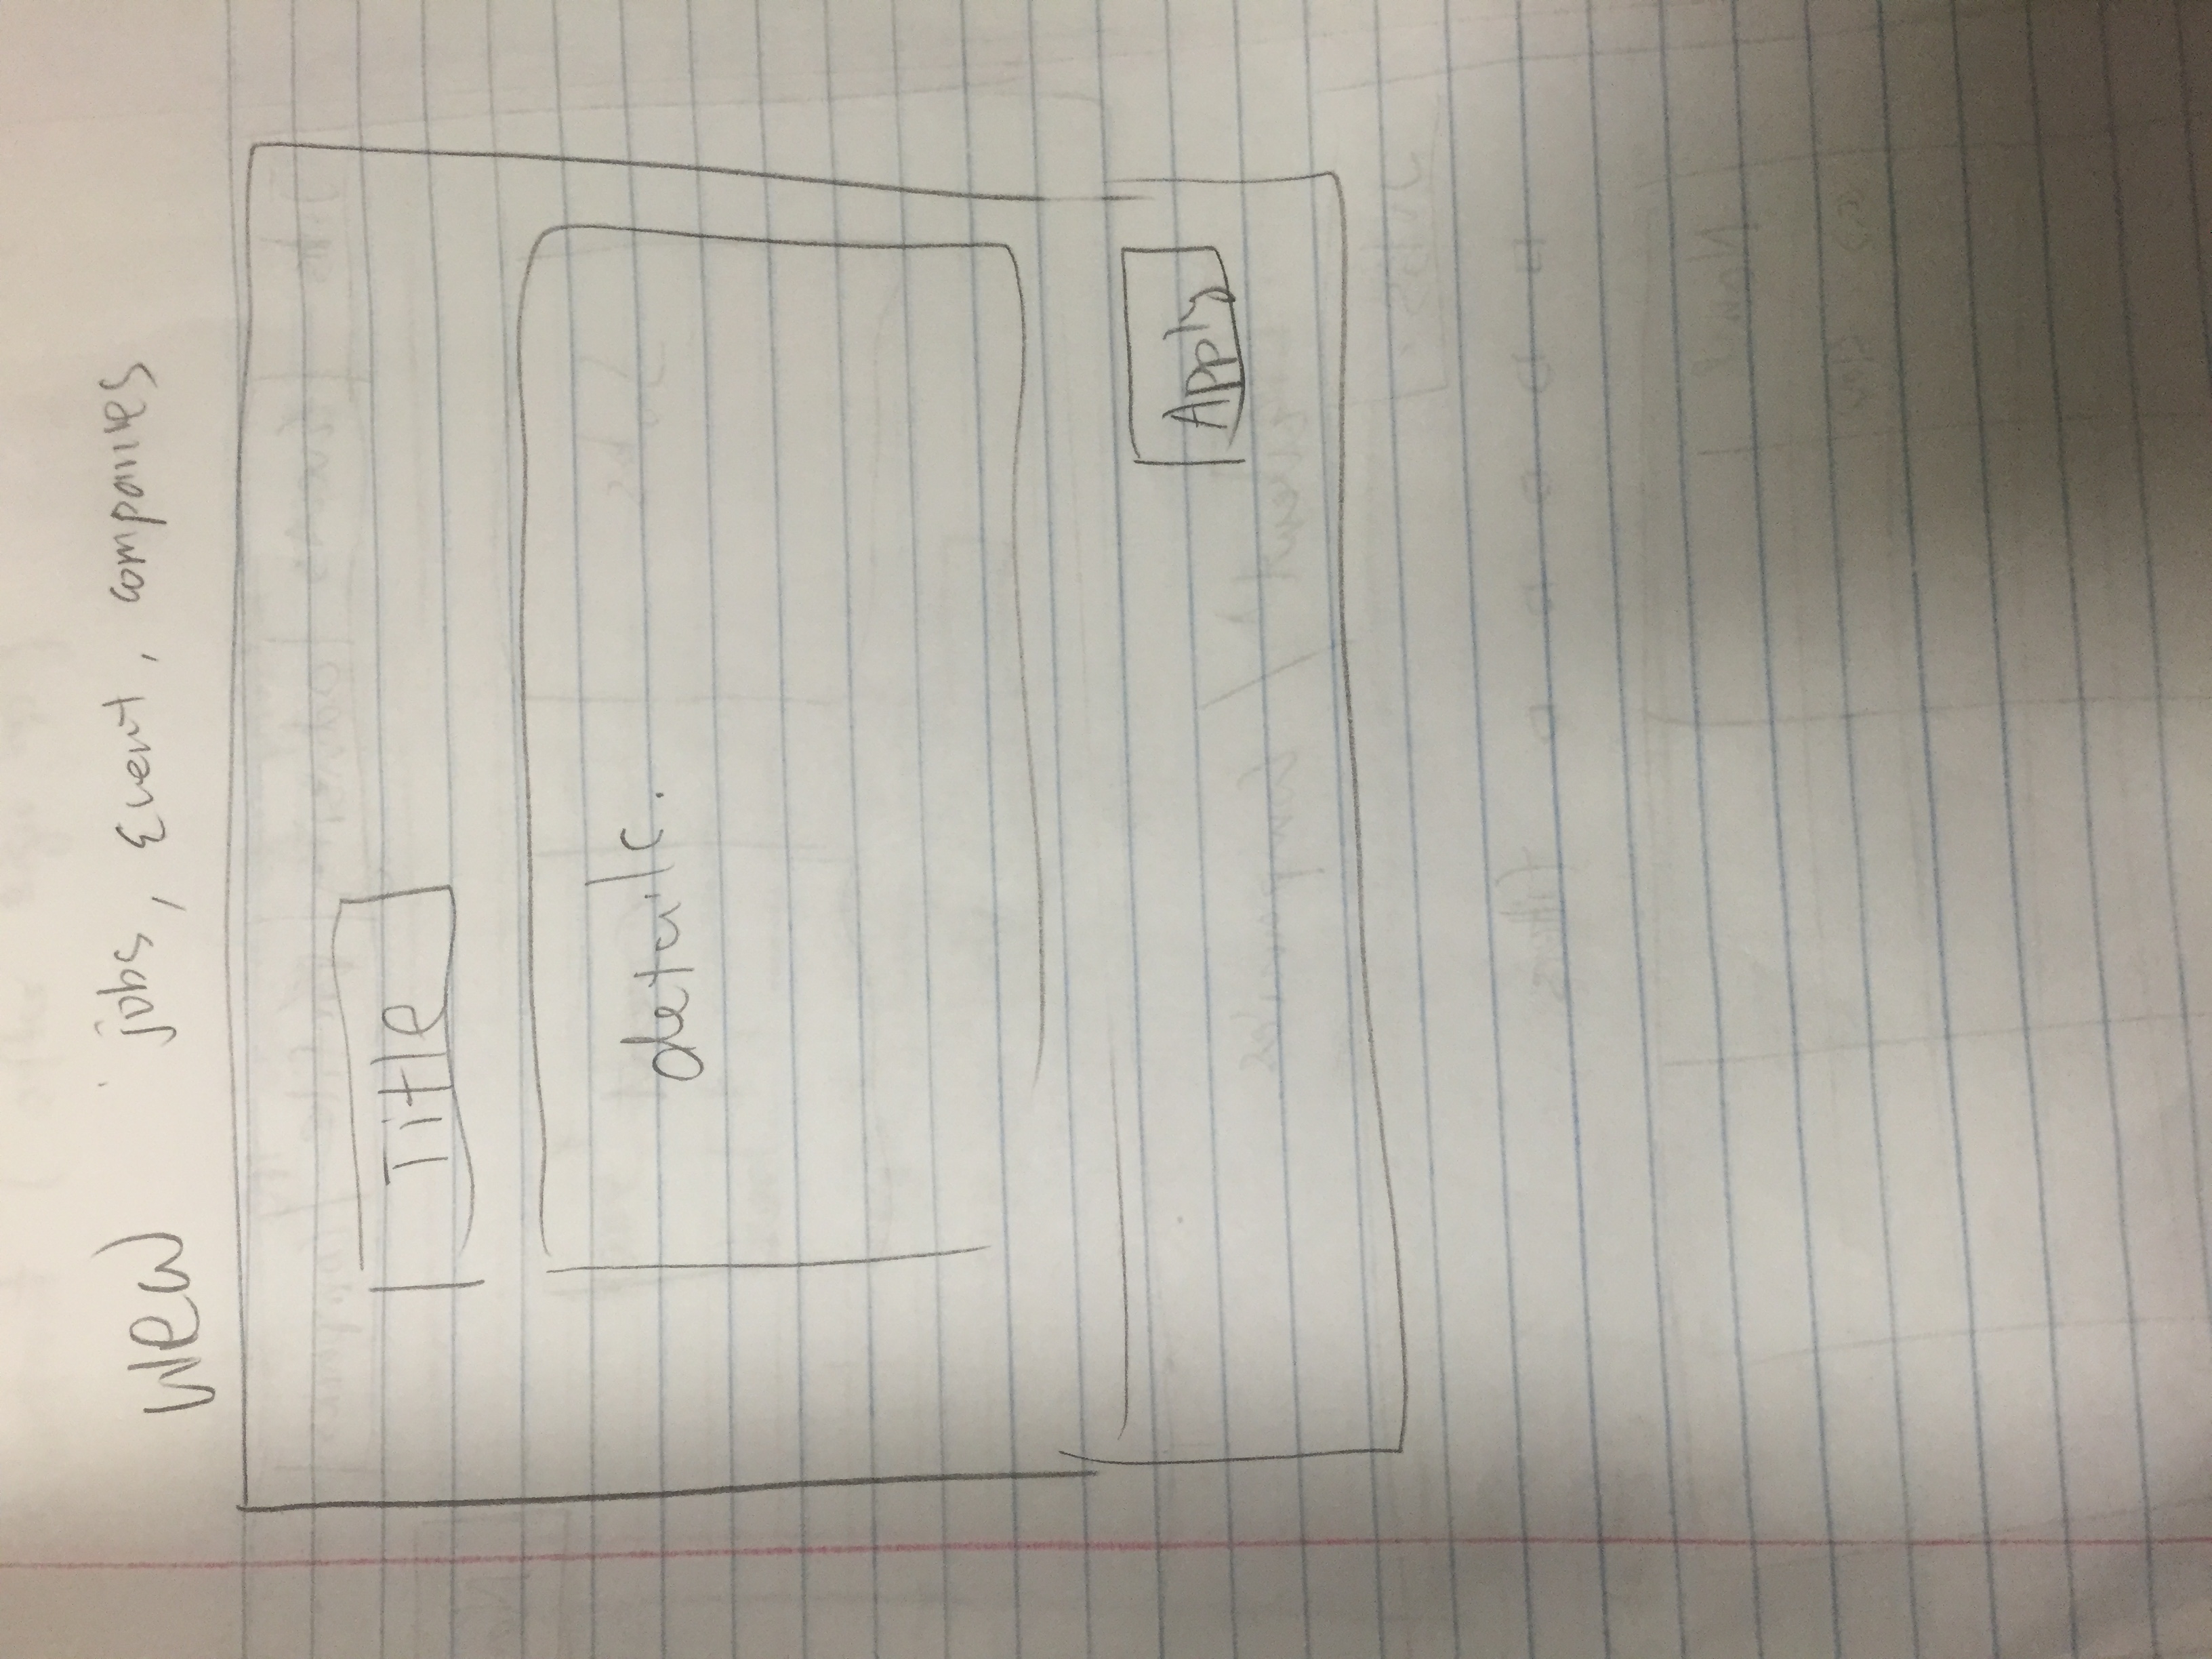 view jobs, Event, companies
Title
details.
Apply